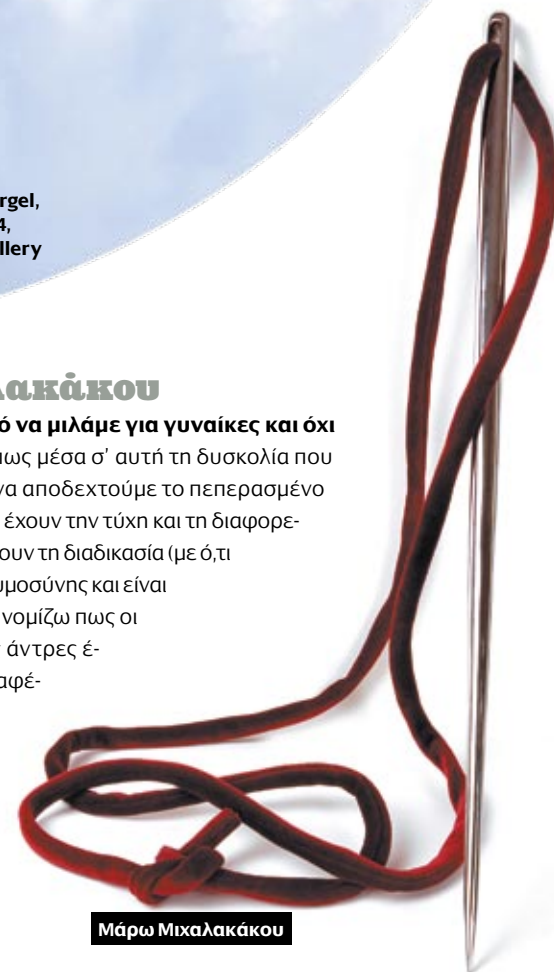 rgel,
4,
llery
λακάκου
ό να μιλάμε για γυναίκες και όχι
πως μέσα σ' αυτή τη δυσκολία που
να αποδεχτούμε το πεπερασμένο
έχουν την τύχη και τη διαφορε-
ουν τη διαδικασία (με ό,τι
υμοσύνης και είναι
νομίζω πως οι
άντρες έ-
αφέ-
Μάρω Μιχαλακάκου